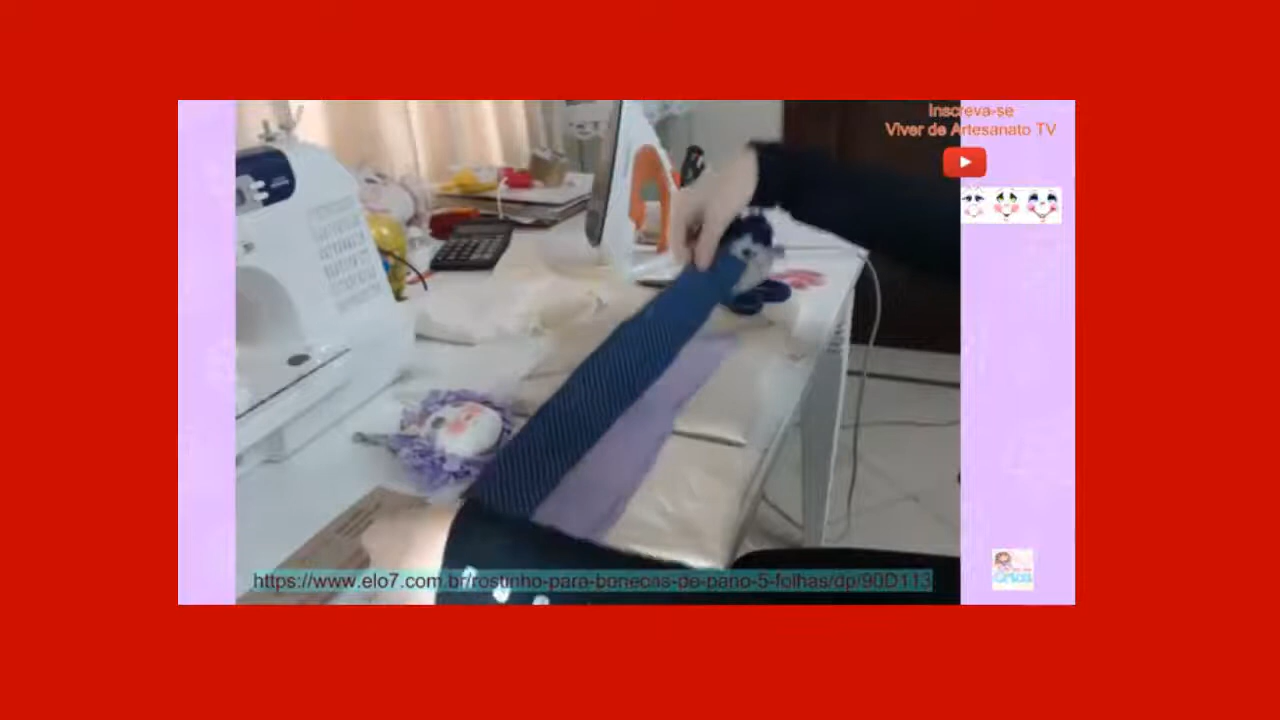 Inscreva-se
Viver de Artesanato TV
https://www.elo7.com.br/rostinho-para-bonecas-de-pano-5-folhas/dp/90D113